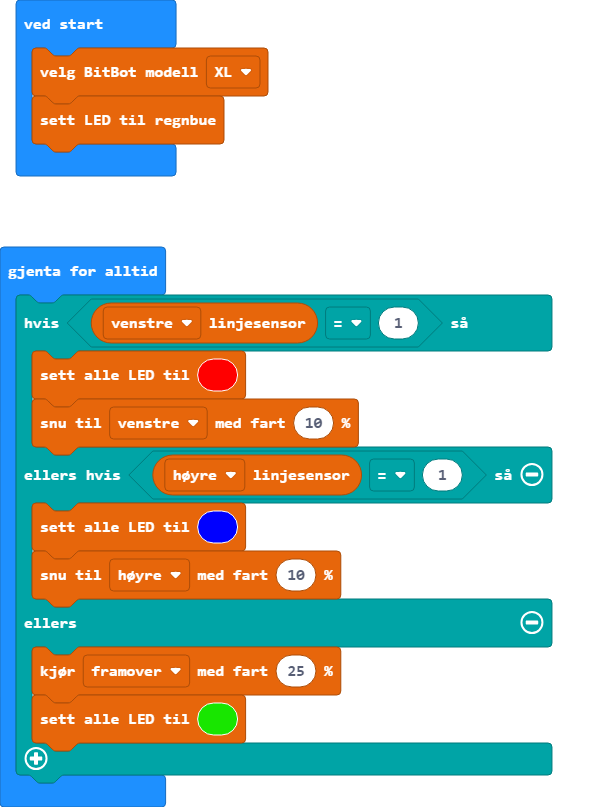 ved start
velg BitBot modell XL
sett LED til regnbue
gjenta for alltid
hvis venstre linjesensor = 1 så
sett alle LED til
snu til venstre med fart 10 %
ellers hvis høyre linjesensor = 1 så
sett alle LED til
snu til høyre med fart 10 %
ellers
kjør framover med fart 25 %
sett alle LED til